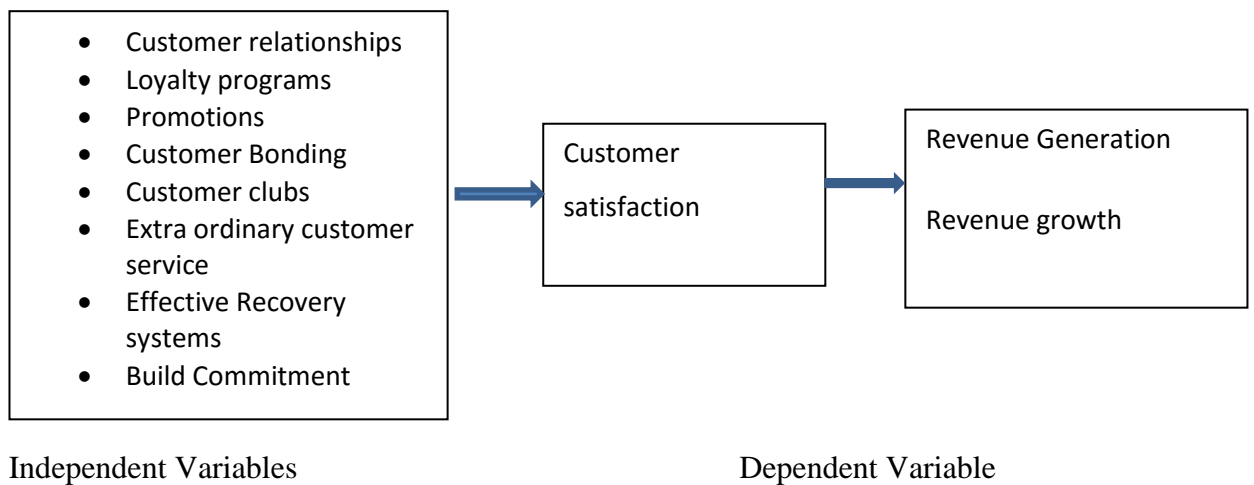 Customer relationships
Loyalty programs
Promotions
Customer Bonding
Customer clubs
Extra ordinary customer
service
Effective Recovery
systems
Build Commitment
Customer
satisfaction
Revenue Generation
Revenue growth
Independent Variables
Dependent Variable